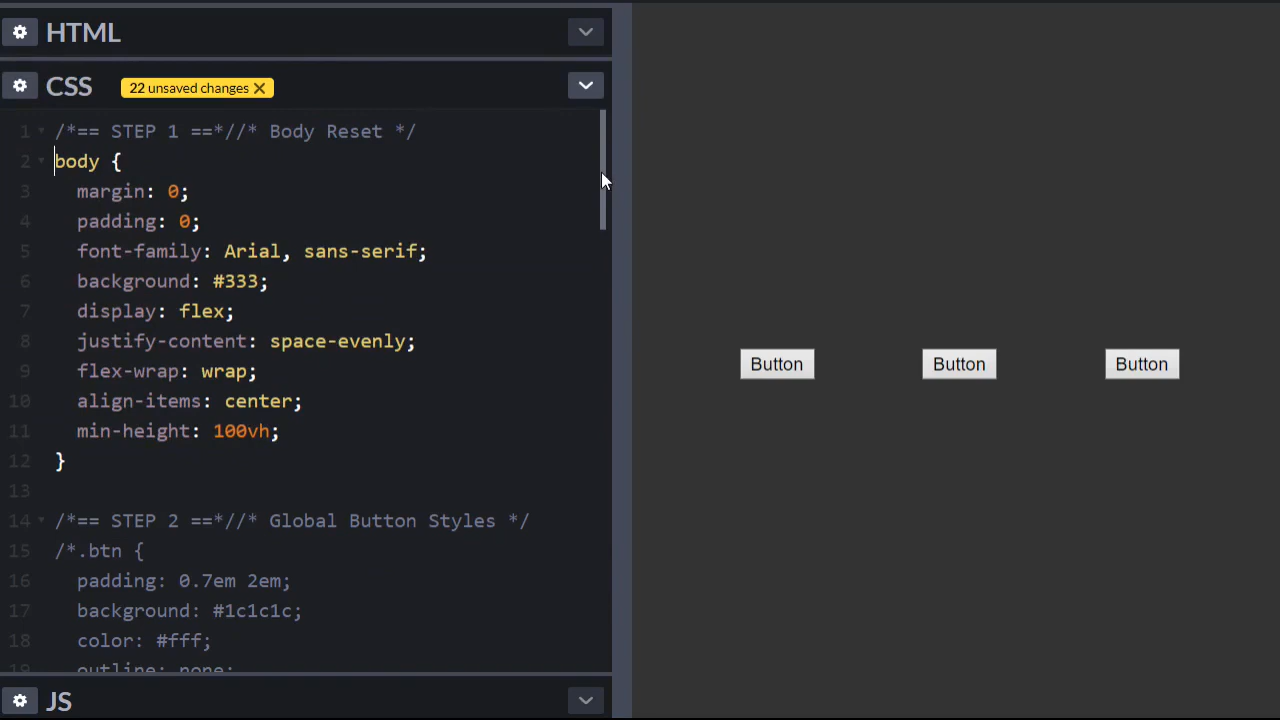 HTML
CSS 22 unsaved changes
1 /*== STEP 1 ==*//* Body Reset */
2 body {
3 margin: 0;
4 padding: 0;
5 font-family: Arial, sans-serif;
6 background: #333;
7 display: flex;
8 justify-content: space-evenly;
9 flex-wrap: wrap;
10 align-items: center;
11 min-height: 100vh;
12 }
13
14 /*== STEP 2 ==*//* Global Button Styles */
15 /*.btn {
16 padding: 0.7em 2em;
17 background: #1c1c1c;
18 color: #fff;
19 outline: none;
JS
Button Button Button